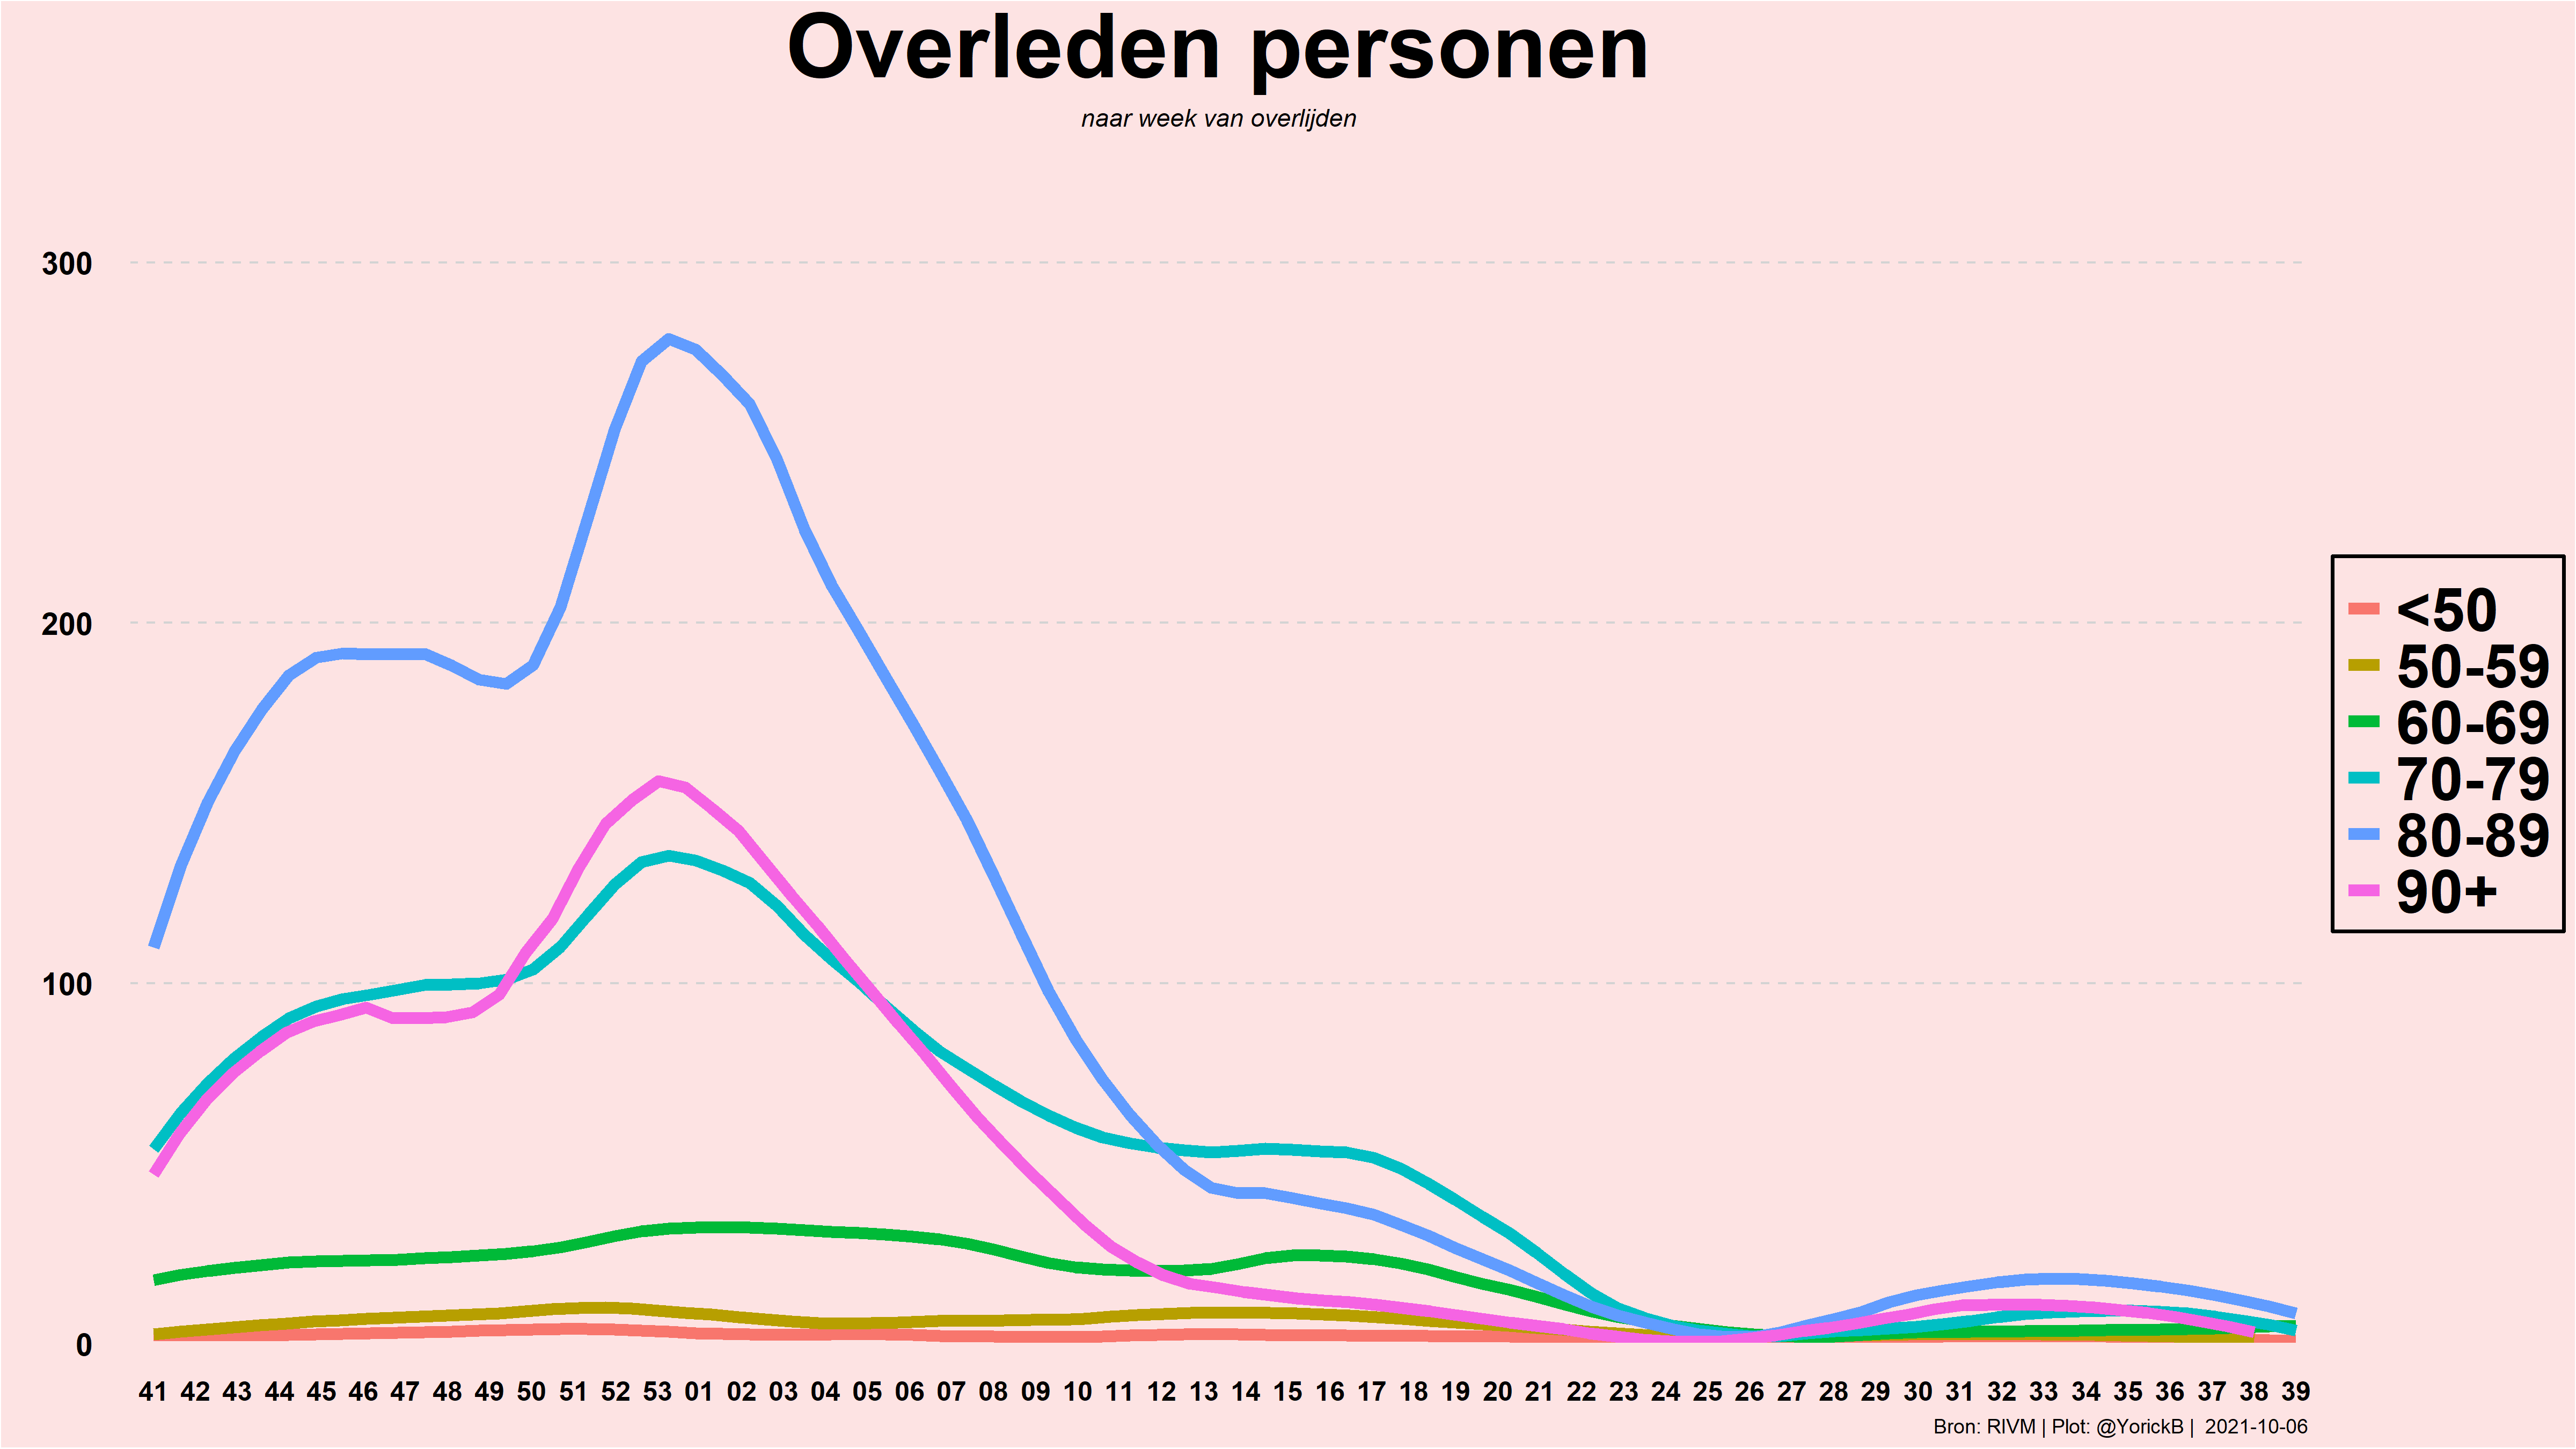 Overleden personen
naar week van overlijden
300
200
100
0
<50
50-59
60-69
70-79
80-89
90+
41 42 43 44 45 46 47 48 49 50 51 52 53 01 02 03 04 05 06 07 08 09 10 11 12 13 14 15 16 17 18 19 20 21 22 23 24 25 26 27 28 29 30 31 32 33 34 35 36 37 38 39
Bron: RIVM | Plot: @YorickB | 2021-10-06